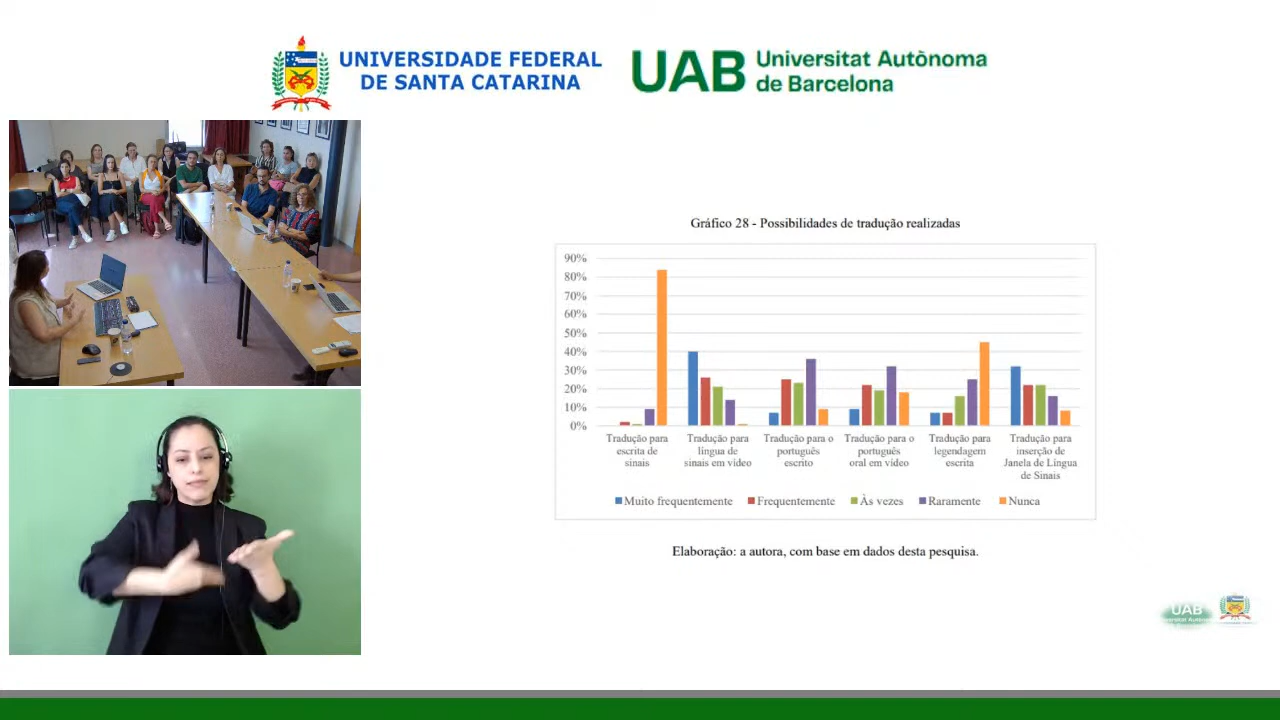 UNIVERSIDADE FEDERAL
DE SANTA CATARINA
UAB
Universitat Autònoma
de Barcelona
Gráfico 28 - Possibilidades de tradução realizadas
90%
80%
70%
60%
50%
40%
30%
20%
10%
0%
Tradução para
escrita de
sinais
Tradução para
língua de
sinais em vídeo
Tradução para o
português
escrito
Tradução para o
português
oral em vídeo
Tradução para
legendagem
escrita
Tradução para
inserção de
Janela de Língua
de Sinais
Muito frequentemente
Frequentemente
Às vezes
Raramente
Nunca
Elaboração: a autora, com base em dados desta pesquisa.
UAB